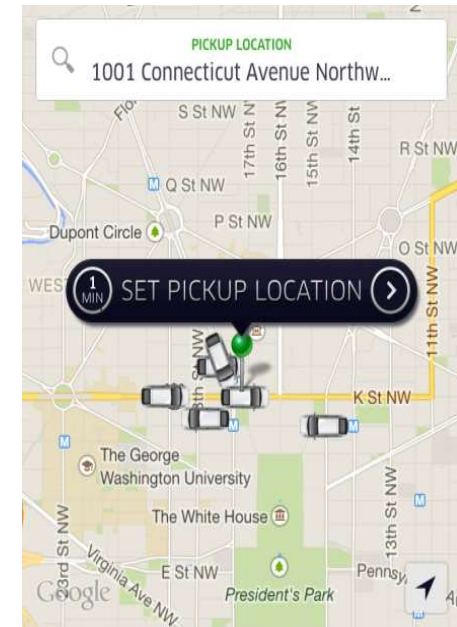 PICKUP LOCATION
1001 Connecticut Avenue Northw...
S St NW
17th St N
16th St NW
15th St NW
14th St
R St NW
Q St NW
P St NW
Dupont Circle
O St NW
WES
1
MIN
SET PICKUP LOCATION
11th St NW
K St NW
The George
Washington University
The White House
13th St NW
23rd St NW
Virginia Ave NW
E St NW
President's Park
Pennsy
Google